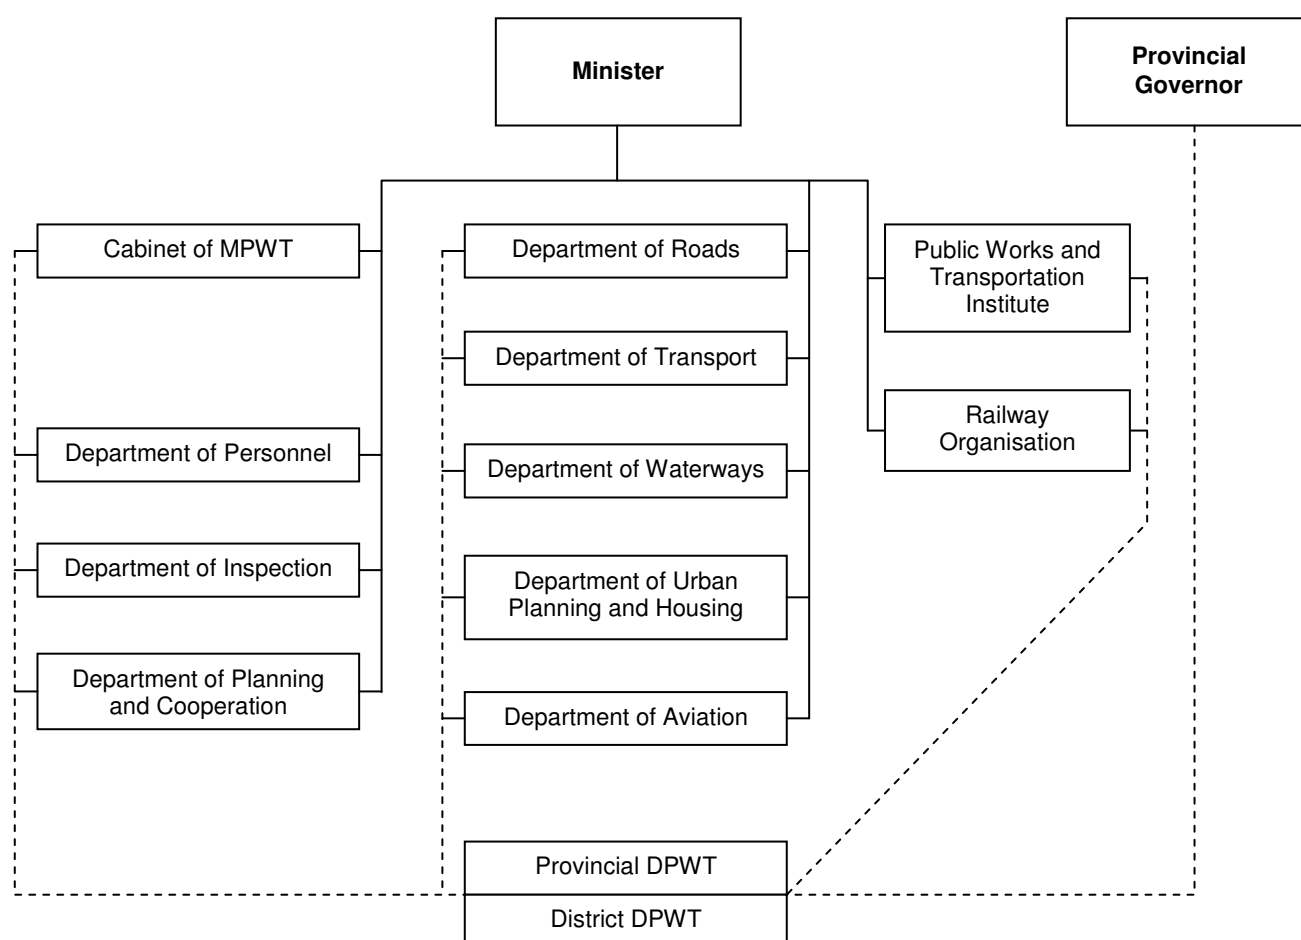 Minister
Provincial
Governor
Cabinet of MPWT
Department of Personnel
Department of Inspection
Department of Planning
and Cooperation
Department of Roads
Department of Transport
Department of Waterways
Department of Urban
Planning and Housing
Department of Aviation
Public Works and
Transportation
Institute
Railway
Organisation
Provincial DPWT
District DPWT